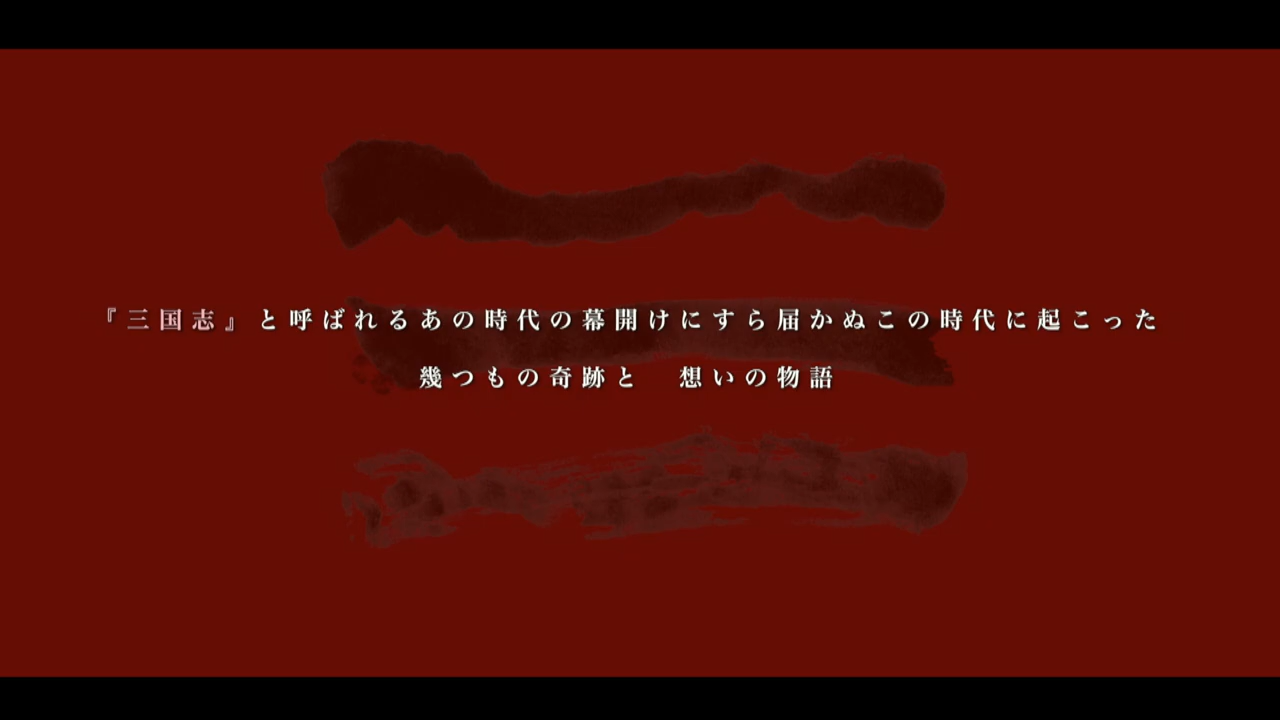 『三国志』と呼ばれるあの時代の幕開けにすら届かぬこの時代に起こった
幾つもの奇跡と　想いの物語